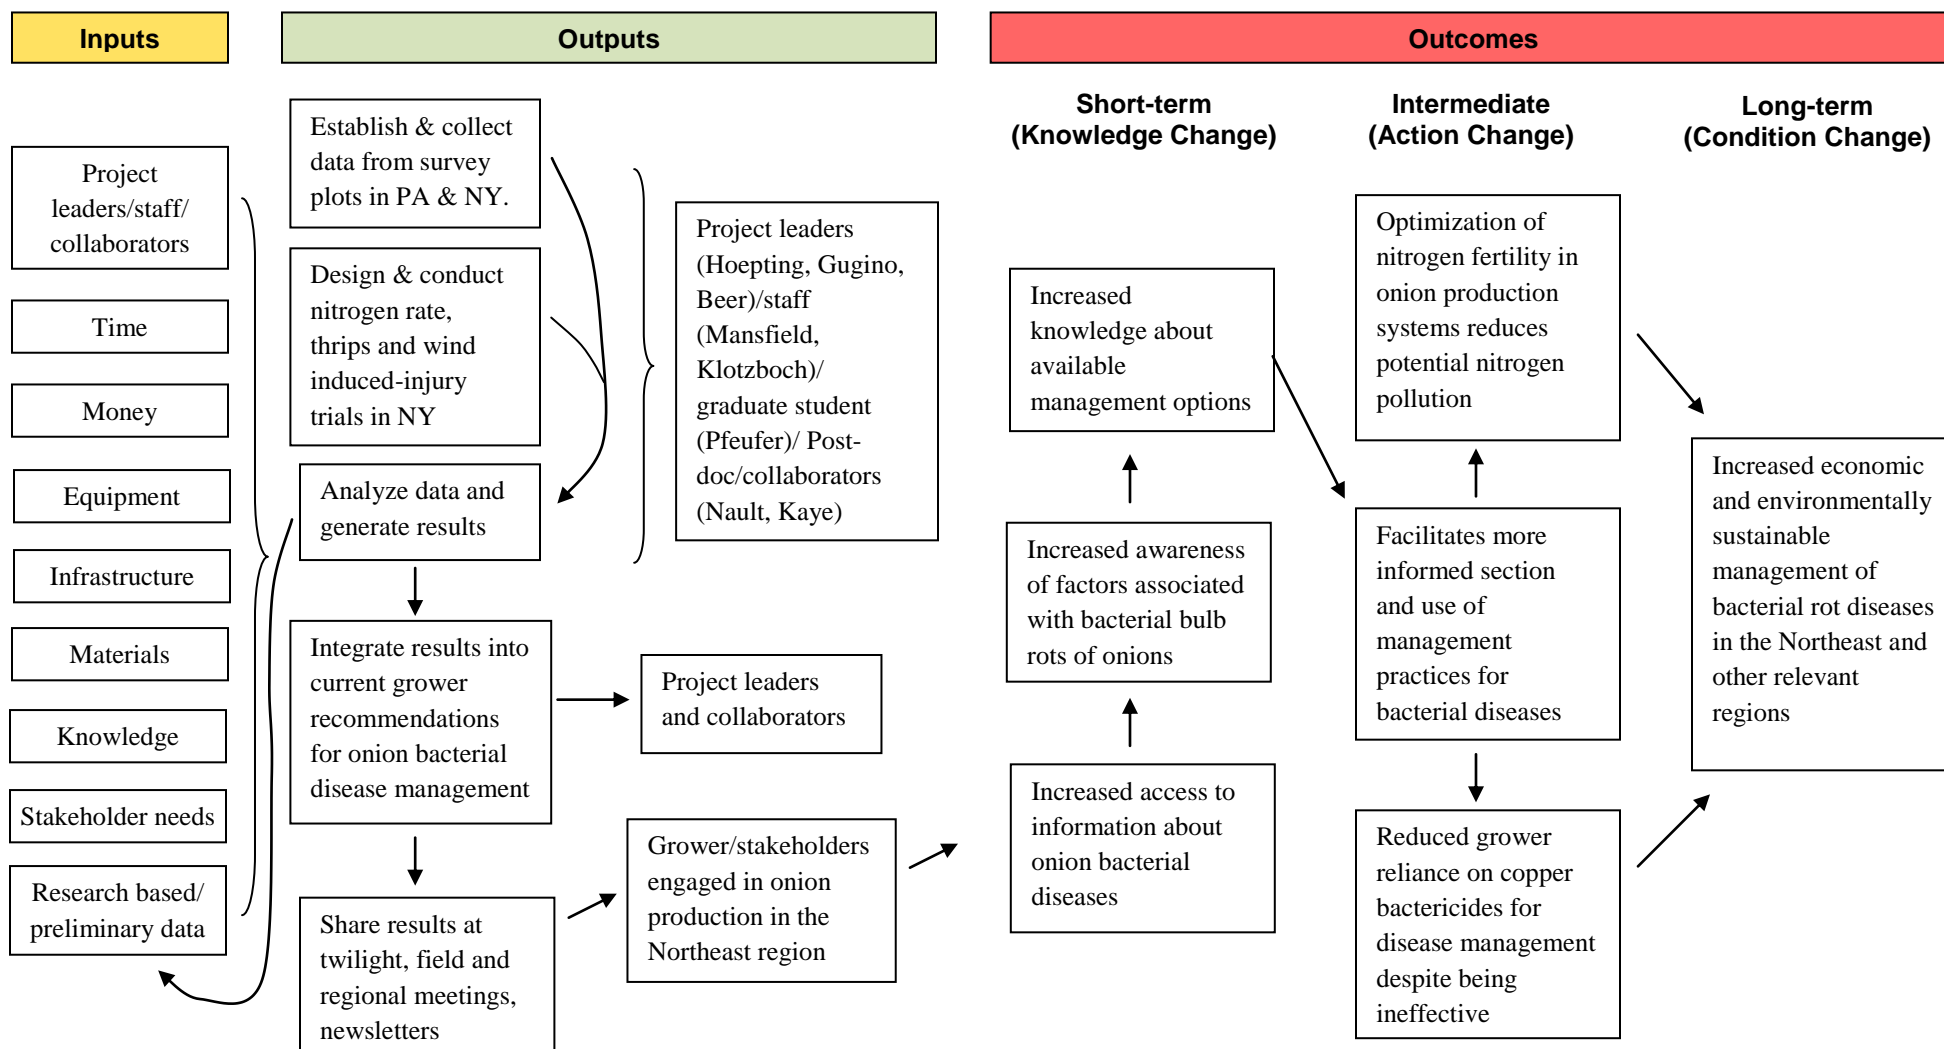 Inputs
Outputs
Outcomes
Project
leaders/staff/
collaborators
Time
Money
Equipment
Infrastructure
Materials
Knowledge
Stakeholder needs
Research based/
preliminary data
Establish & collect
data from survey
plots in PA & NY.
Design & conduct
nitrogen rate,
thrips and wind
induced-injury
trials in NY
Analyze data and
generate results
Integrate results into
current grower
recommendations
for onion bacterial
disease management
Share results at
twilight, field and
regional meetings,
newsletters
Project leaders
(Hoepting, Gugino,
Beer)/staff
(Mansfield,
Klotzboch)/
graduate student
(Pfeufer)/ Post-
doc/collaborators
(Nault, Kaye)
Project leaders
and collaborators
Grower/stakeholders
engaged in onion
production in the
Northeast region
Short-term
(Knowledge Change)
Increased
knowledge about
available
management options
Increased awareness
of factors associated
with bacterial bulb
rots of onions
Increased access to
information about
onion bacterial
diseases
Intermediate
(Action Change)
Optimization of
nitrogen fertility in
onion production
systems reduces
potential nitrogen
pollution
Facilitates more
informed section
and use of
management
practices for
bacterial diseases
Reduced grower
reliance on copper
bactericides for
disease management
despite being
ineffective
Long-term
(Condition Change)
Increased economic
and environmentally
sustainable
management of
bacterial rot diseases
in the Northeast and
other relevant
regions